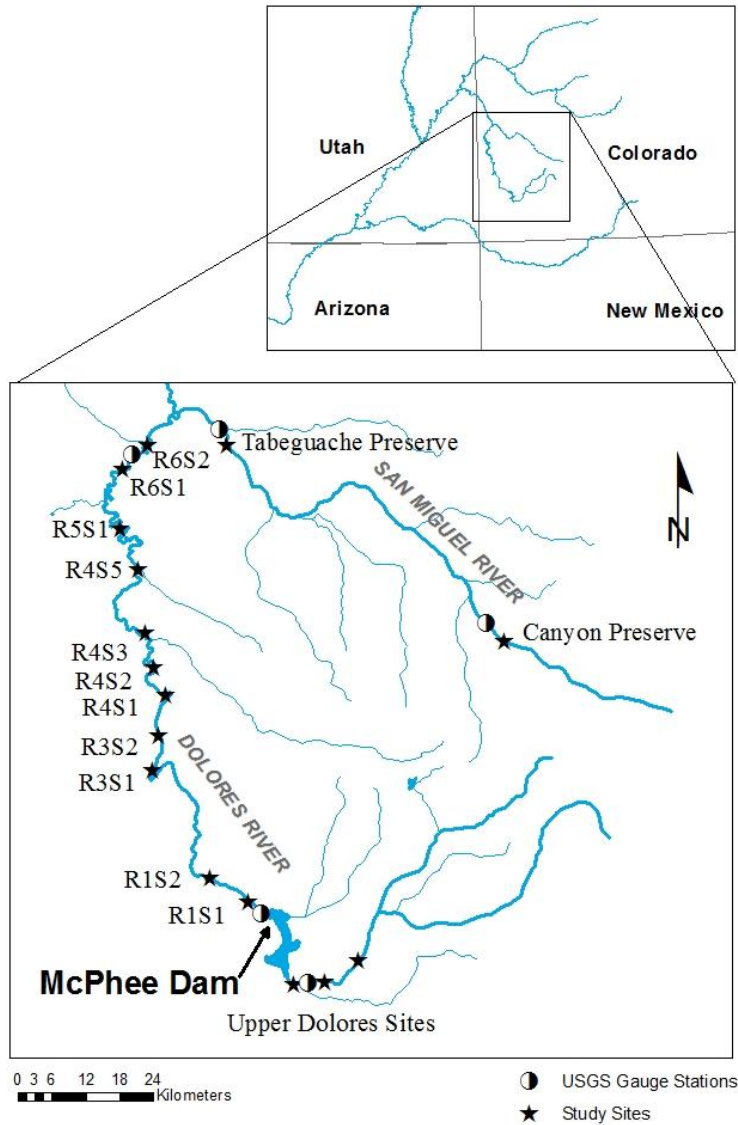 Utah
Colorado
Arizona
New Mexico
Tabeguache Preserve
R6S2
R6S1
SAN MIGUEL RIVER
N
R5S1
R4S5
Canyon Preserve
R4S3
R4S2
R4S1
R3S2
DOLORES RIVER
R3S1
R1S2
R1S1
McPhee Dam
Upper Dolores Sites
0 3 6 12 18 24
Kilometers
USGS Gauge Stations
Study Sites